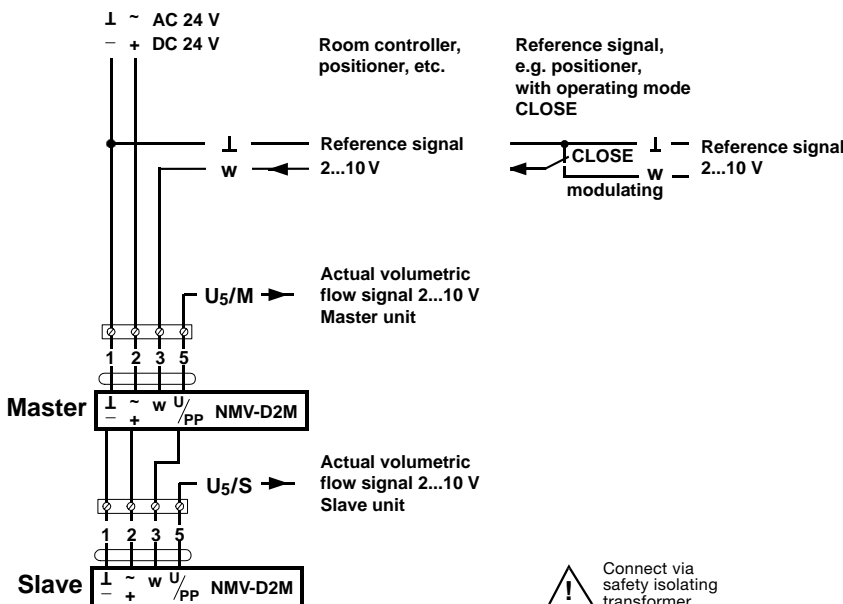 ⊥ ~ AC 24 V
– + DC 24 V
Room controller,
positioner, etc.
Reference signal,
e.g. positioner,
with operating mode
CLOSE
⊥ Reference signal
w 2...10 V
CLOSE ⊥ Reference signal
w 2...10 V
modulating
U5/M
Actual volumetric
flow signal 2...10 V
Master unit
1 2 3 5
Master ⊥ ~ w U/PP NMV-D2M
– +
U5/S
Actual volumetric
flow signal 2...10 V
Slave unit
1 2 3 5
Slave ⊥ ~ w U/PP NMV-D2M
– +
! Connect via
safety isolating
transformer